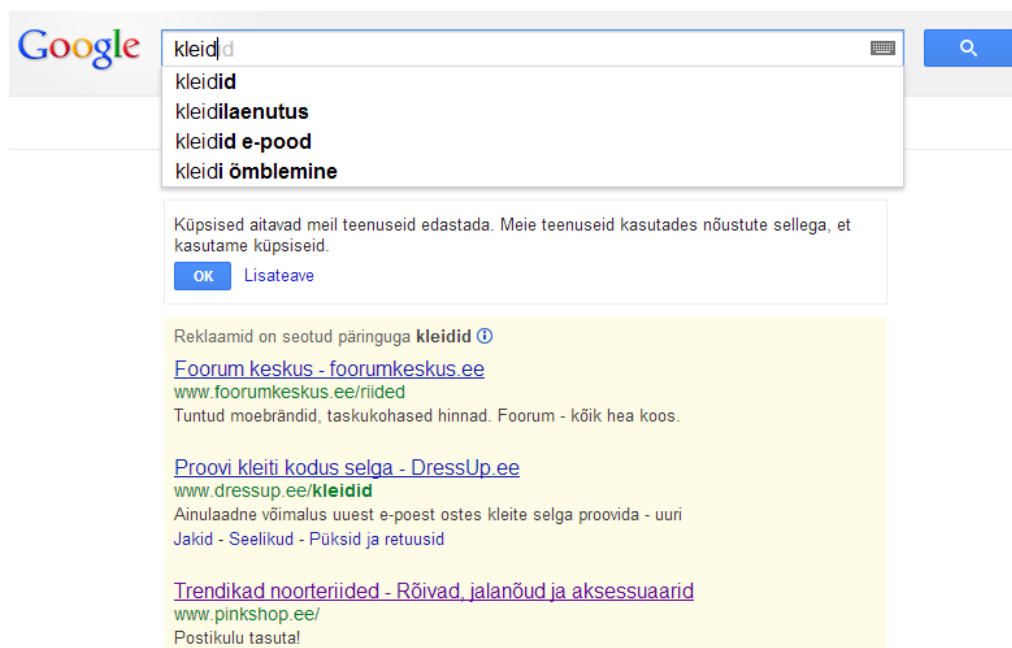 Google kleidid
kleidid
kleidilaenutus
kleidid e-pood
kleidi õmblemine
Küpsised aitavad meil teenuseid edastada. Meie teenuseid kasutades nõustute sellega, et
kasutame küpsiseid.
OK Lisateave
Reklaamid on seotud päringuga kleidid
Foorum keskus - foorumkeskus.ee
www.foorumkeskus.ee/riided
Tuntud moebrändid, taskukohased hinnad. Foorum - kõik hea koos.
Proovi kleiti kodus selga - DressUp.ee
www.dressup.ee/kleidid
Ainulaadne võimalus uuest e-poest ostes kleite selga proovida - uuri
Jakid - Seelikud - Püksid ja retuusid
Trendikad noorteriided - Rõivad, jalanõud ja aksessuaarid
www.pinkshop.ee/
Postikulu tasuta!